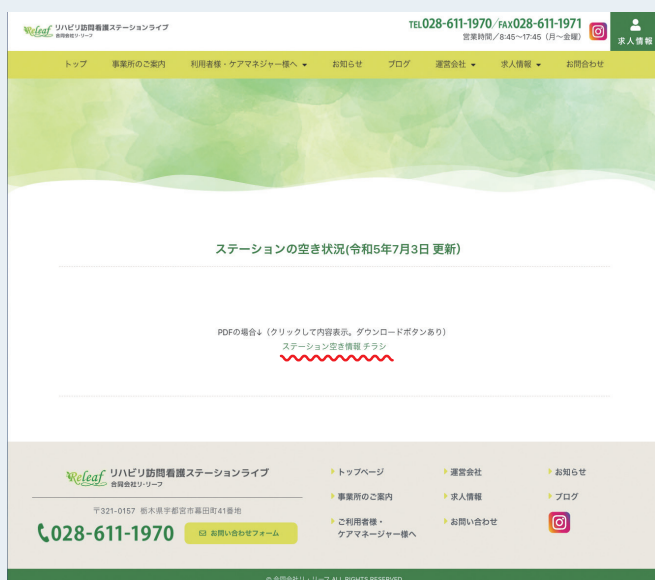 Releaf リハビリ訪問看護ステーションライブ
合同会社リ・リーフ
TEL028-611-1970/FAX028-611-1971
営業時間／8:45～17:45（月～金曜）
求人情報
トップ 事業所のご案内 利用者様・ケアマネジャー様へ お知らせ ブログ 運営会社 求人情報 お問合わせ
ステーションの空き状況(令和5年7月3日 更新）
PDFの場合↓（クリックして内容表示。ダウンロードボタンあり）
ステーション空き情報 チラシ
Releaf リハビリ訪問看護ステーションライブ
合同会社リ・リーフ
〒321-0157 栃木県宇都宮市幕田町41番地
028-611-1970 お問い合わせフォーム
トップページ
事業所のご案内
ご利用者様・
ケアマネージャー様へ
運営会社
求人情報
お問い合わせ
お知らせ
ブログ
© 合同会社リ・リーフ ALL RIGHTS RESERVED.